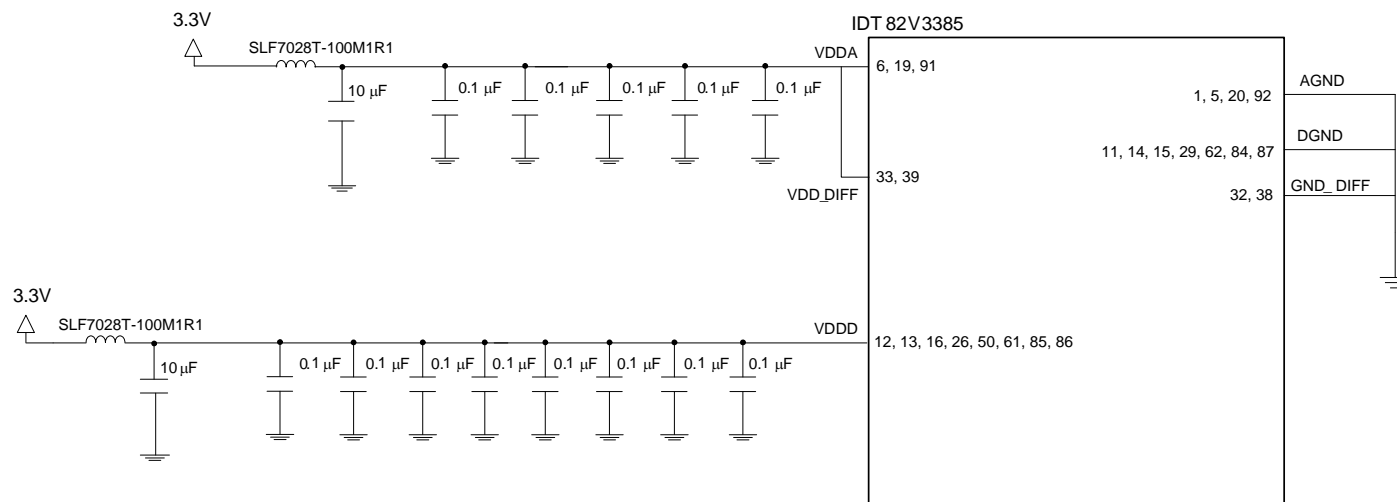 IDT 82V3385
3.3V
SLF7028T-100M1R1
VDDA
6, 19, 91
10 μF
0.1 μF
0.1 μF
0.1 μF
0.1 μF
0.1 μF
AGND
1, 5, 20, 92
DGND
11, 14, 15, 29, 62, 84, 87
33, 39
VDD_DIFF
GND_DIFF
32, 38
3.3V
SLF7028T-100M1R1
VDDD
12, 13, 16, 26, 50, 61, 85, 86
10 μF
0.1 μF
0.1 μF
0.1 μF
0.1 μF
0.1 μF
0.1 μF
0.1 μF
0.1 μF